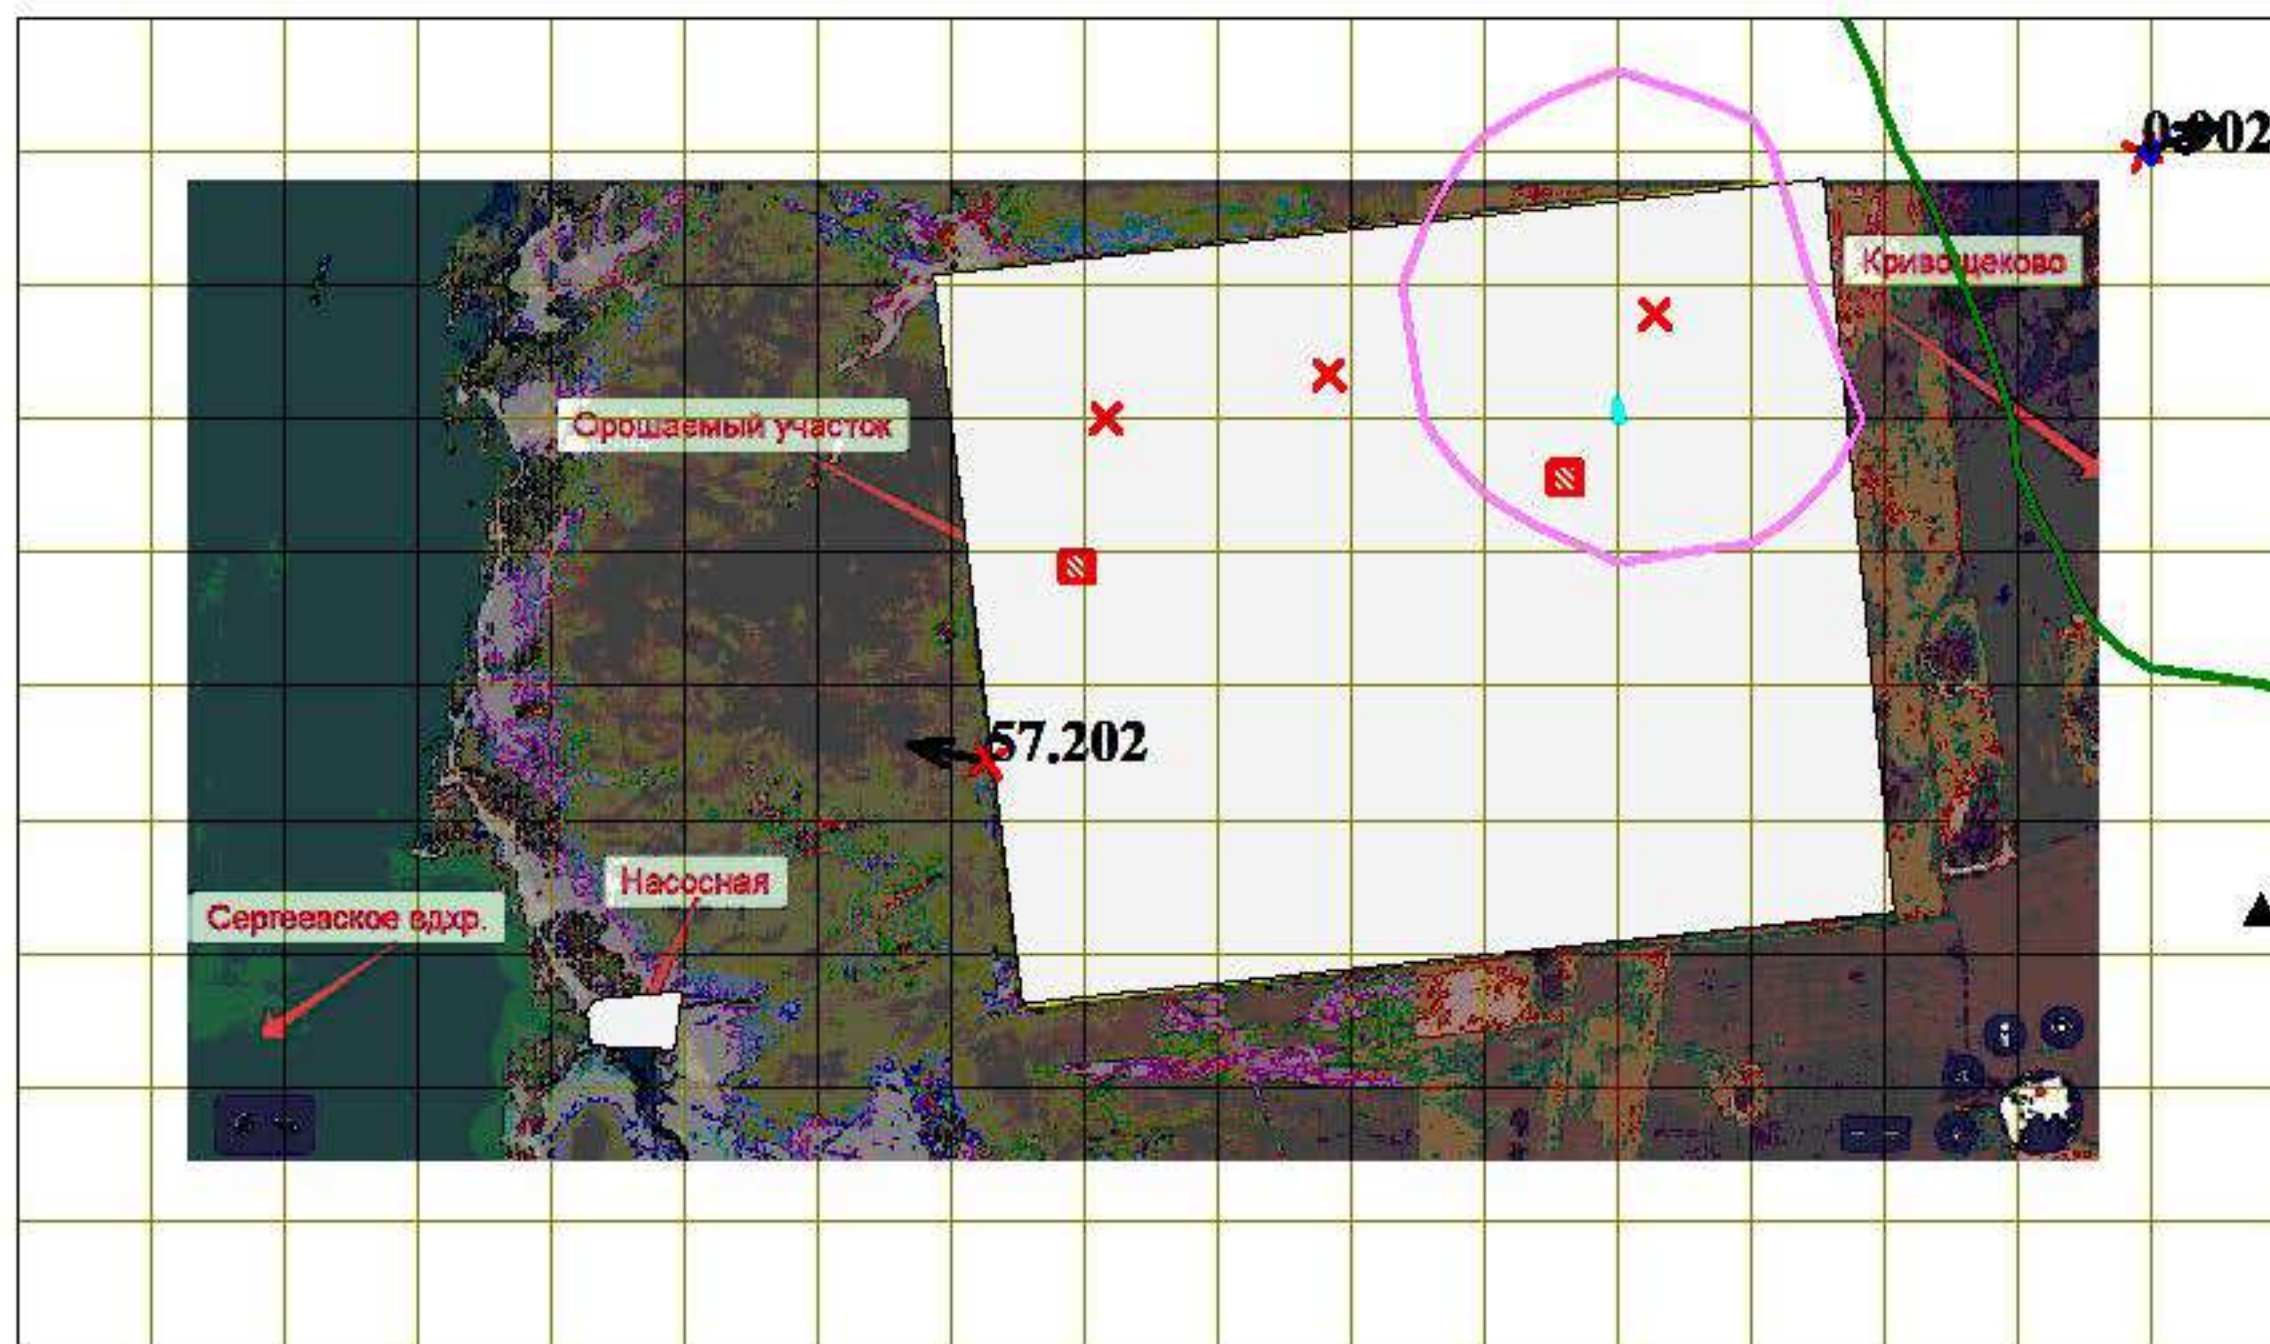 Кривощеково
Орошаемый участок
57.202
Насосная
Сергеевское вдхр.